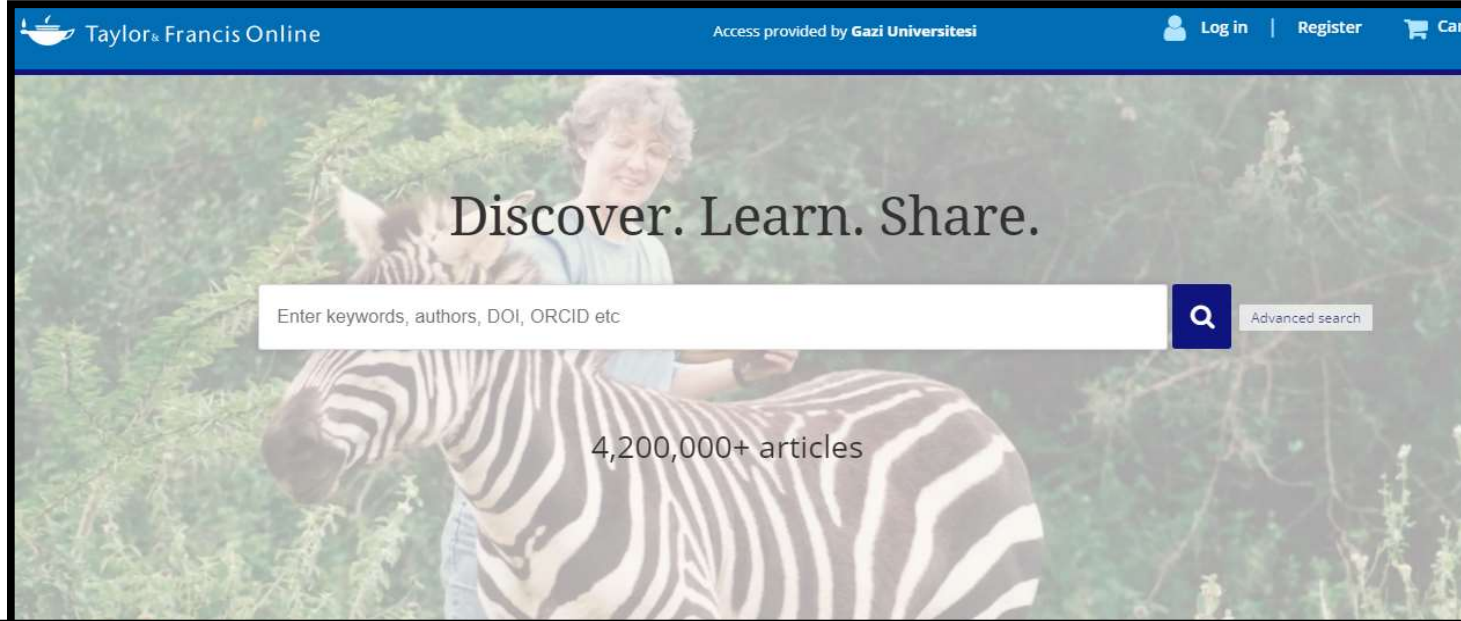 Taylor & Francis Online
Access provided by Gazi Universitesi
Log in | Register
Discover. Learn. Share.
Enter keywords, authors, DOI, ORCID etc
Advanced search
4,200,000+ articles